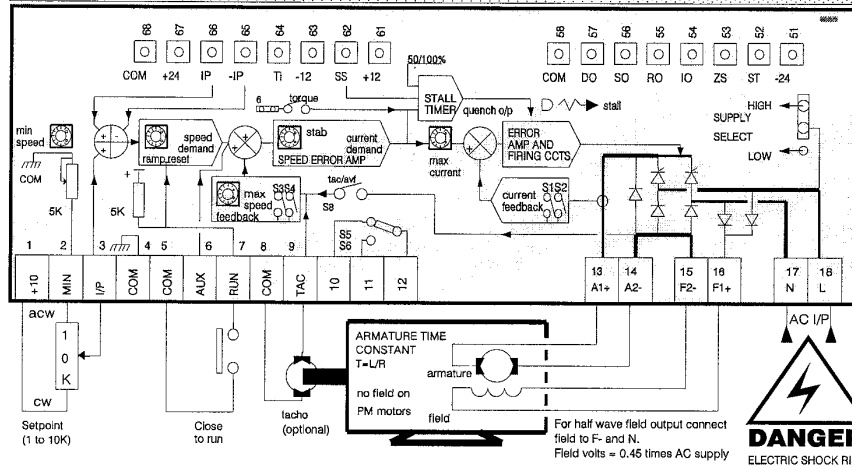 68 67 66 65 64 63 62 61
COM +24 IP -IP Ti -12 SS +12
58 57 56 55 54 53 52 51
COM DO SO RO IO ZS ST -24
50/100%
6 torque
STALL
TIMER
quench o/p
stall
HIGH
SUPPLY
SELECT
LOW
min
speed
COM
5K
speed
demand
ramp,reset
5K
stab
current
demand
SPEED ERROR AMP
max
current
ERROR
AMP AND
FIRING CCTS
max
speed
feedback
S3S4
tac/avf
S8
current
feedback
S1S2
S5
S6
1 2 3 4 5 6 7 8 9 10 11 12
+10 MIN I/P COM COM AUX RUN COM TAC
13 14 15 16 17 18
A1+ A2- F2- F1+ N L
acw
1
0
K
cw
Setpoint
(1 to 10K)
Close
to run
tacho
(optional)
ARMATURE TIME
CONSTANT
T=L/R
no field on
PM motors
armature
field
For half wave field output connect
field to F- and N.
Field volts = 0.45 times AC supply
AC I/P
DANGER
ELECTRIC SHOCK RI